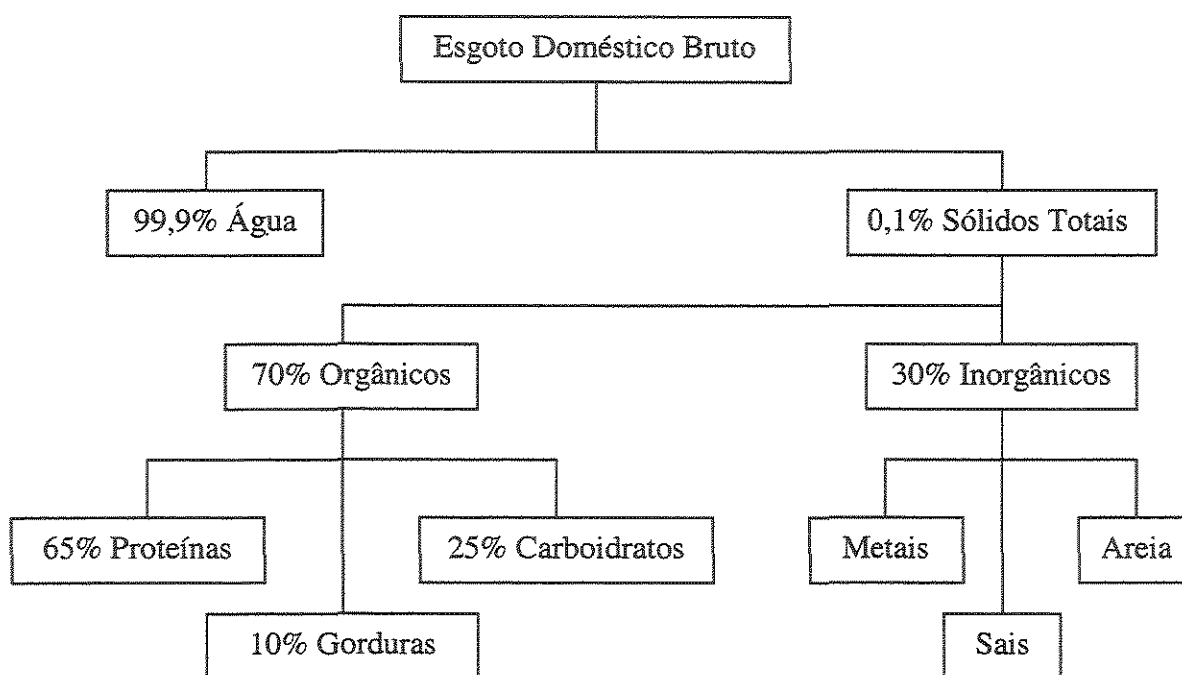 Esgoto Doméstico Bruto
99,9% Água
0,1% Sólidos Totais
70% Orgânicos
30% Inorgânicos
65% Proteínas
25% Carboidratos
Metais
Areia
10% Gorduras
Sais